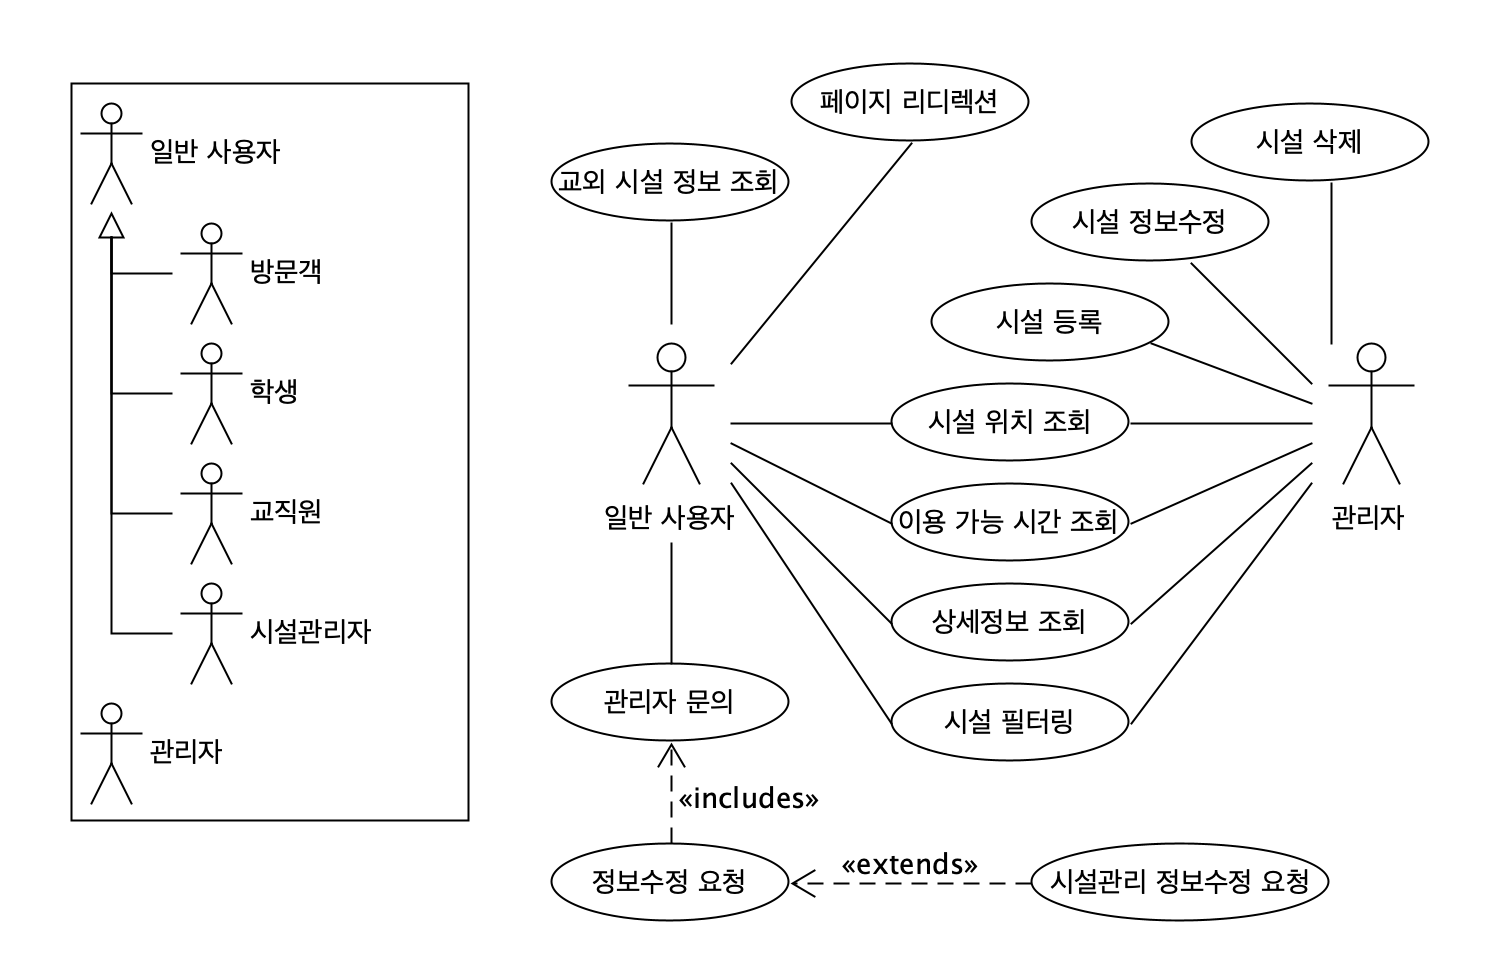 일반 사용자
방문객
학생
교직원
시설관리자
관리자
페이지 리디렉션
교외 시설 정보 조회
시설 삭제
시설 정보수정
시설 등록
시설 위치 조회
이용 가능 시간 조회
상세정보 조회
시설 필터링
일반 사용자
관리자
관리자 문의
«includes»
정보수정 요청
«extends»
시설관리 정보수정 요청